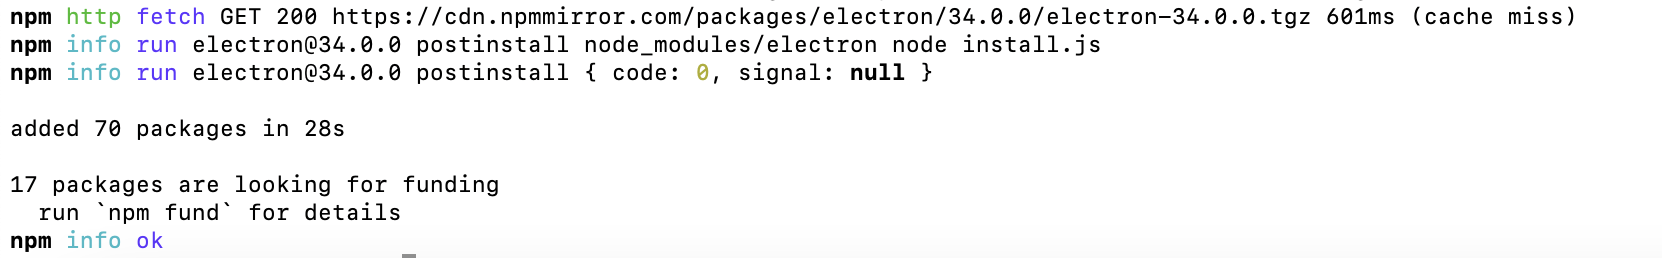 npm http fetch GET 200 https://cdn.npmmirror.com/packages/electron/34.0.0/electron-34.0.0.tgz 601ms (cache miss)
npm info run electron@34.0.0 postinstall node_modules/electron node install.js
npm info run electron@34.0.0 postinstall { code: 0, signal: null }
added 70 packages in 28s
17 packages are looking for funding
run `npm fund` for details
npm info ok